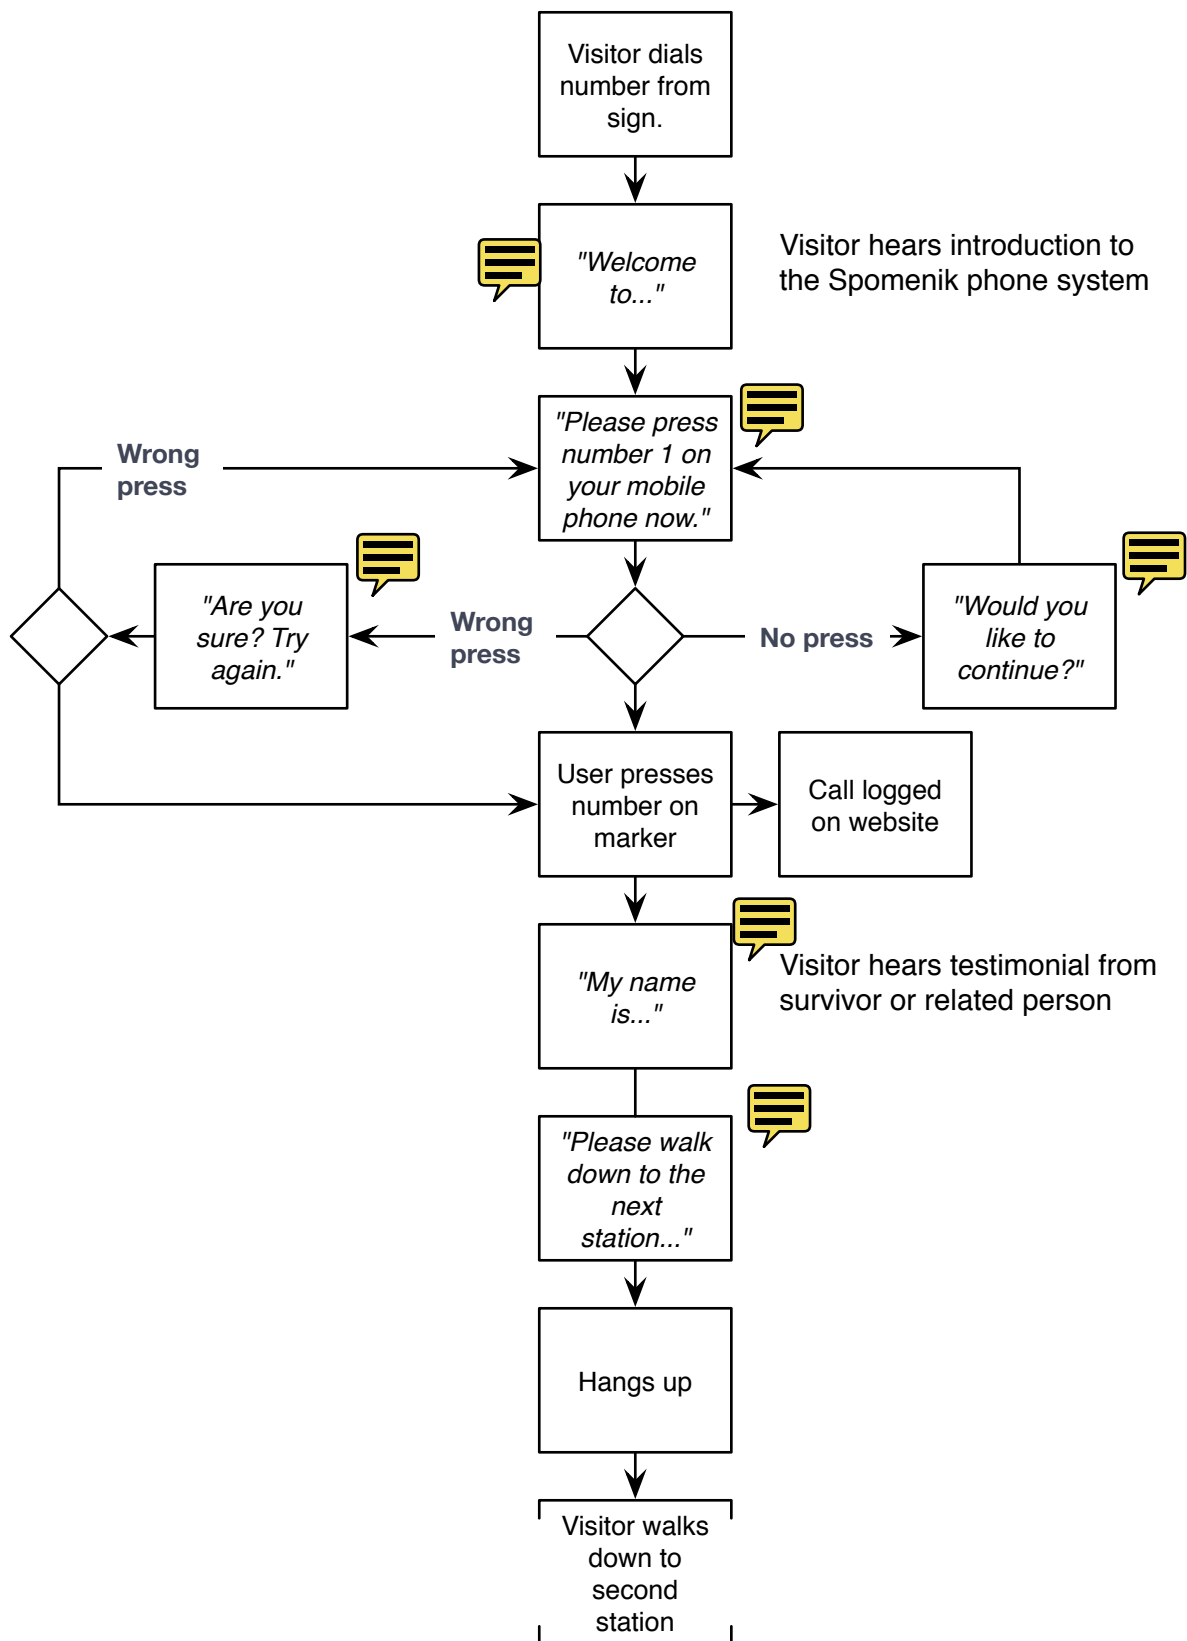 Visitor dials
number from
sign.
"Welcome
to..."
Visitor hears introduction to
the Spomenik phone system
"Please press
number 1 on
your mobile
phone now."
Wrong
press
"Are you
sure? Try
again."
Wrong
press
No press
"Would you
like to
continue?"
User presses
number on
marker
Call logged
on website
"My name
is..."
Visitor hears testimonial from
survivor or related person
"Please walk
down to the
next
station..."
Hangs up
Visitor walks
down to
second
station